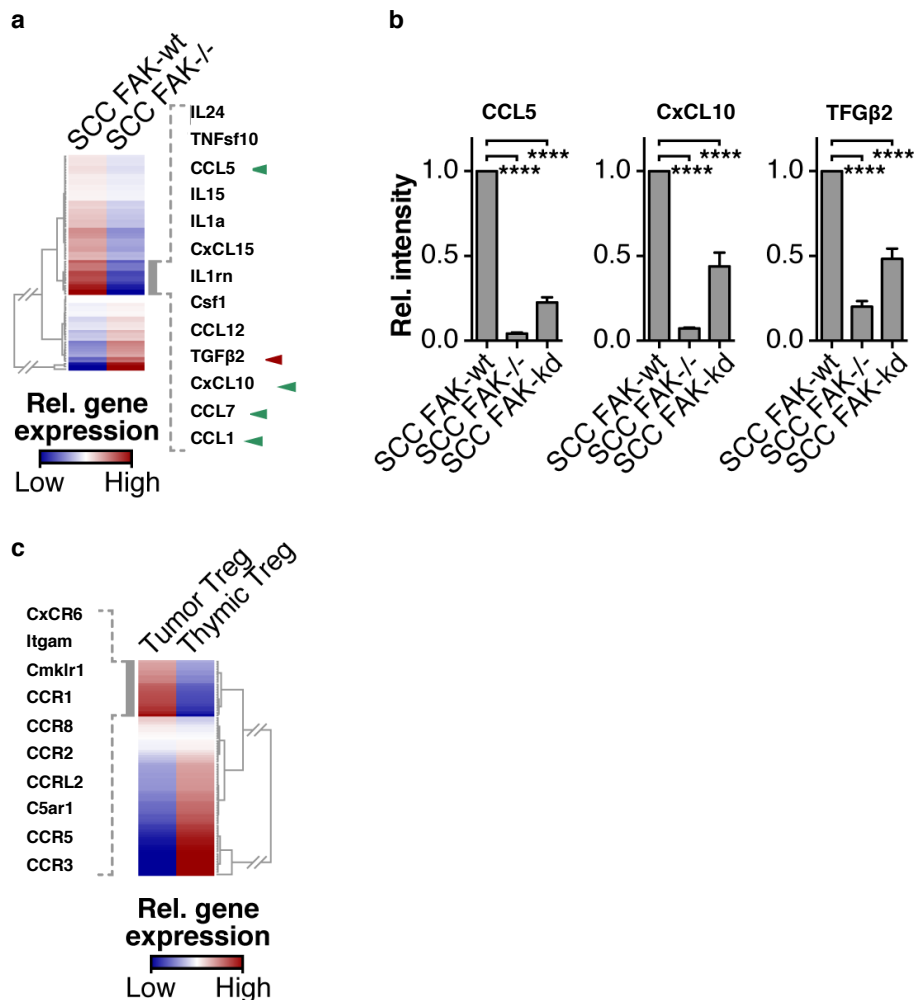 a
SCC FAK-wt
SCC FAK-/-
IL24
TNFsf10
CCL5
IL15
IL1a
CxCL15
IL1rn
Csf1
CCL12
TGFβ2
CxCL10
CCL7
CCL1
Rel. gene
expression
Low High
b
CCL5
Rel. intensity
1.0
0.5
0.0
****
****
SCC FAK-wt
SCC FAK-/-
SCC FAK-kd
CxCL10
1.0
0.5
0.0
****
****
SCC FAK-wt
SCC FAK-/-
SCC FAK-kd
TFGβ2
1.0
0.5
0.0
****
****
SCC FAK-wt
SCC FAK-/-
SCC FAK-kd
c
Tumor Treg
Thymic Treg
CxCR6
Itgam
Cmklr1
CCR1
CCR8
CCR2
CCRL2
C5ar1
CCR5
CCR3
Rel. gene
expression
Low High